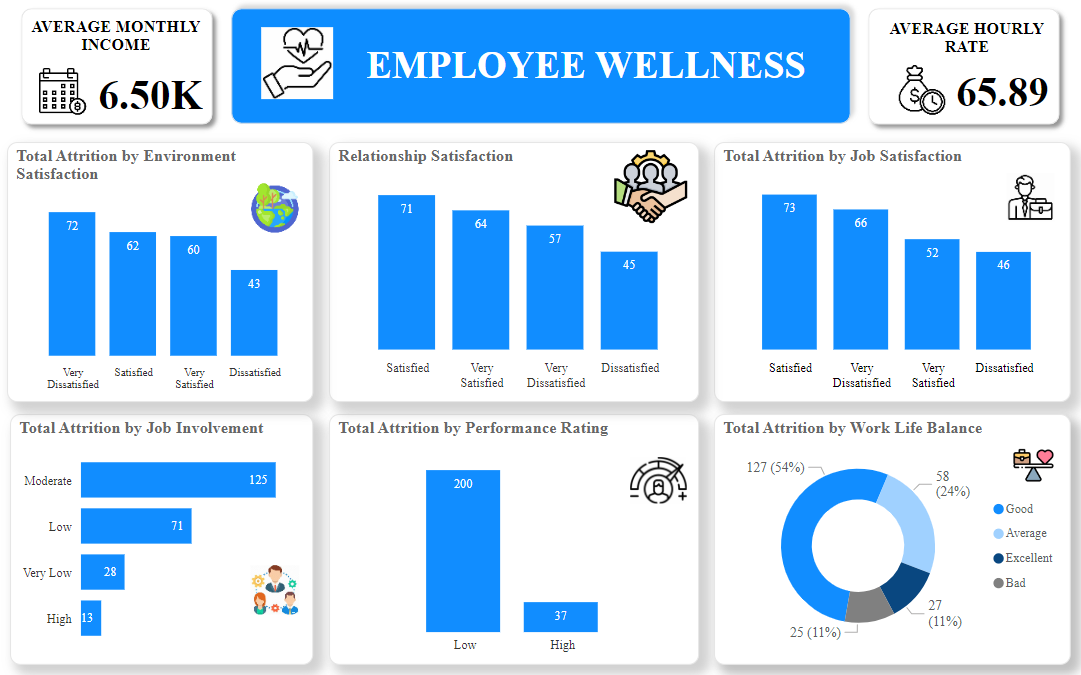 AVERAGE MONTHLY
INCOME
6.50K
EMPLOYEE WELLNESS
AVERAGE HOURLY
RATE
65.89
Total Attrition by Environment
Satisfaction
72
62
60
43
Very
Dissatisfied
Satisfied
Very
Satisfied
Dissatisfied
Relationship Satisfaction
71
64
57
45
Satisfied
Very
Satisfied
Very
Dissatisfied
Dissatisfied
Total Attrition by Job Satisfaction
73
66
52
46
Satisfied
Very
Dissatisfied
Very
Satisfied
Dissatisfied
Total Attrition by Job Involvement
Moderate 125
Low 71
Very Low 28
High 13
Total Attrition by Performance Rating
200
37
Low
High
Total Attrition by Work Life Balance
127 (54%)
58
(24%)
27
(11%)
25 (11%)
Good
Average
Excellent
Bad